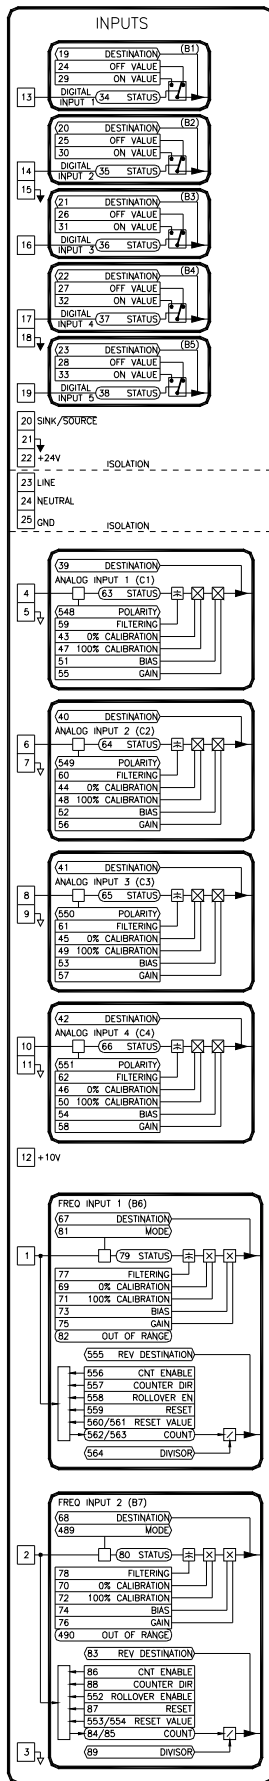 INPUTS
(19 DESTINATION) (B1)
24 OFF VALUE
29 ON VALUE
13 DIGITAL INPUT 1 (34 STATUS)
(20 DESTINATION) (B2)
25 OFF VALUE
30 ON VALUE
14 DIGITAL INPUT 2 (35 STATUS)
15
(21 DESTINATION) (B3)
26 OFF VALUE
31 ON VALUE
16 DIGITAL INPUT 3 (36 STATUS)
(22 DESTINATION) (B4)
27 OFF VALUE
32 ON VALUE
17 DIGITAL INPUT 4 (37 STATUS)
18
(23 DESTINATION) (B5)
28 OFF VALUE
33 ON VALUE
19 DIGITAL INPUT 5 (38 STATUS)
20 SINK/SOURCE
21
22 +24V
ISOLATION
23 LINE
24 NEUTRAL
25 GND
ISOLATION
(39 DESTINATION)
ANALOG INPUT 1 (C1)
4 (63 STATUS)
5
(548 POLARITY)
59 FILTERING
43 0% CALIBRATION
47 100% CALIBRATION
51 BIAS
55 GAIN
(40 DESTINATION)
ANALOG INPUT 2 (C2)
6 (64 STATUS)
7
(549 POLARITY)
60 FILTERING
44 0% CALIBRATION
48 100% CALIBRATION
52 BIAS
56 GAIN
(41 DESTINATION)
ANALOG INPUT 3 (C3)
8 (65 STATUS)
9
(550 POLARITY)
61 FILTERING
45 0% CALIBRATION
49 100% CALIBRATION
53 BIAS
57 GAIN
(42 DESTINATION)
ANALOG INPUT 4 (C4)
10 (66 STATUS)
11
(551 POLARITY)
62 FILTERING
46 0% CALIBRATION
50 100% CALIBRATION
54 BIAS
58 GAIN
12 +10V
FREQ INPUT 1 (B6)
(67 DESTINATION)
(81 MODE)
1 (79 STATUS)
77 FILTERING
69 0% CALIBRATION
71 100% CALIBRATION
73 BIAS
75 GAIN
(82 OUT OF RANGE)
(555 REV DESTINATION)
556 CNT ENABLE
557 COUNTER DIR
558 ROLLOVER EN
559 RESET
560/561 RESET VALUE
562/563 COUNT
(564 DIVISOR)
FREQ INPUT 2 (B7)
(68 DESTINATION)
(489 MODE)
2 (80 STATUS)
78 FILTERING
70 0% CALIBRATION
72 100% CALIBRATION
74 BIAS
76 GAIN
(490 OUT OF RANGE)
(83 REV DESTINATION)
86 CNT ENABLE
88 COUNTER DIR
552 ROLLOVER ENABLE
87 RESET
553/554 RESET VALUE
84/85 COUNT
3 (89 DIVISOR)